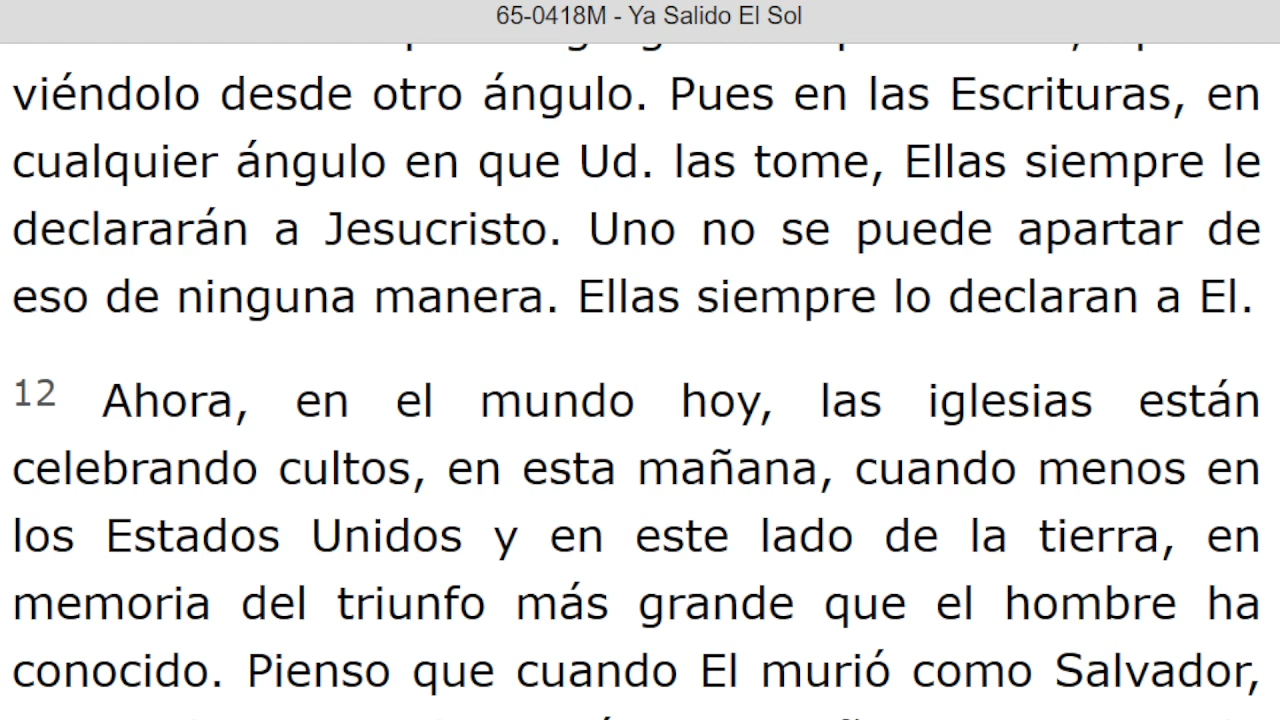 65-0418M - Ya Salido El Sol
viéndolo desde otro ángulo. Pues en las Escrituras, en
cualquier ángulo en que Ud. las tome, Ellas siempre le
declararán a Jesucristo. Uno no se puede apartar de
eso de ninguna manera. Ellas siempre lo declaran a El.
12 Ahora, en el mundo hoy, las iglesias están
celebrando cultos, en esta mañana, cuando menos en
los Estados Unidos y en este lado de la tierra, en
memoria del triunfo más grande que el hombre ha
conocido. Pienso que cuando El murió como Salvador,